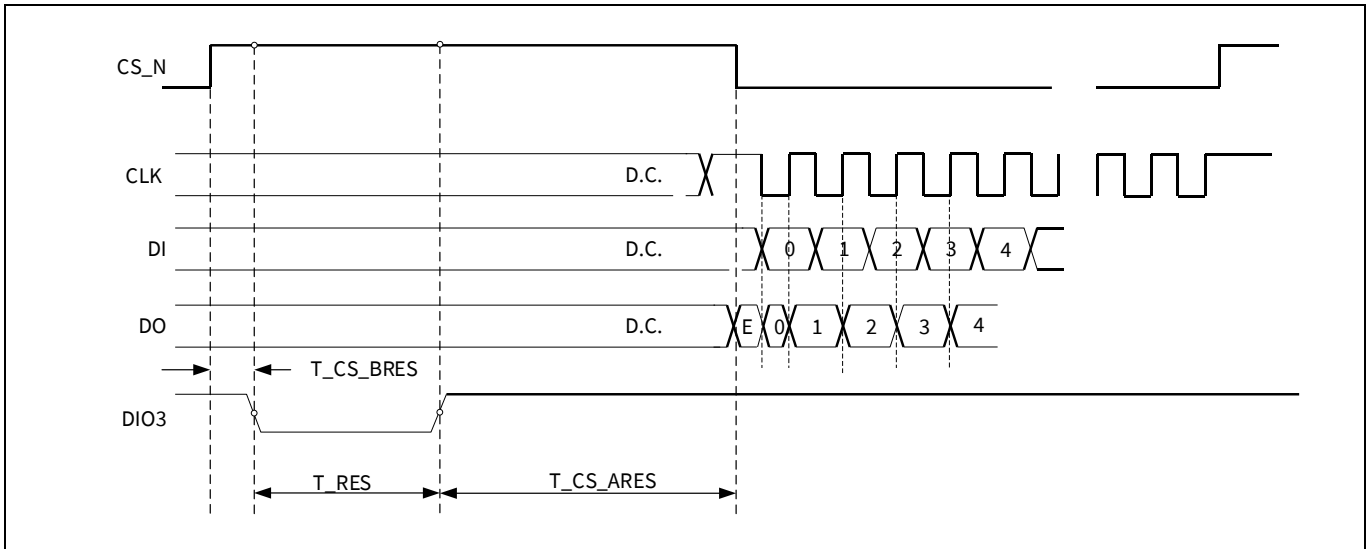 CS_N
CLK D.C.
DI D.C. 0 1 2 3 4
DO D.C. E 0 1 2 3 4
T_CS_BRES
DIO3
T_RES T_CS_ARES